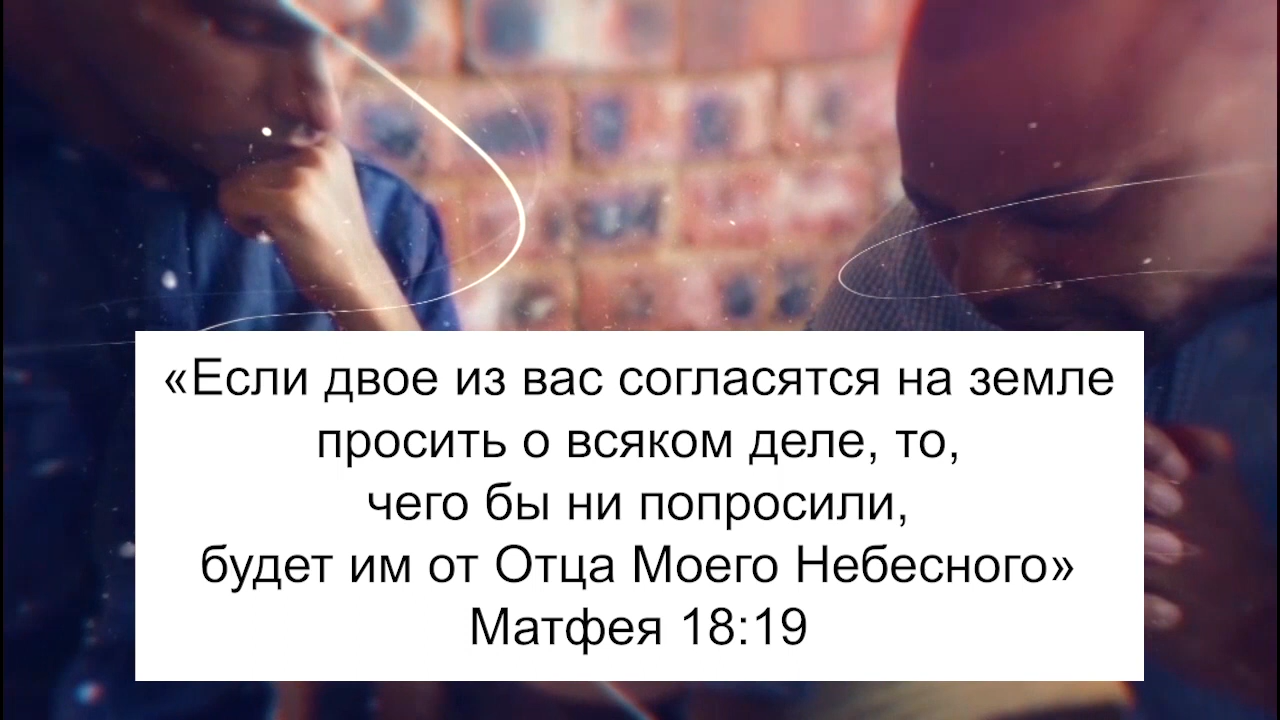 «Если двое из вас согласятся на земле
просить о всяком деле, то,
чего бы ни попросили,
будет им от Отца Моего Небесного»
Матфея 18:19